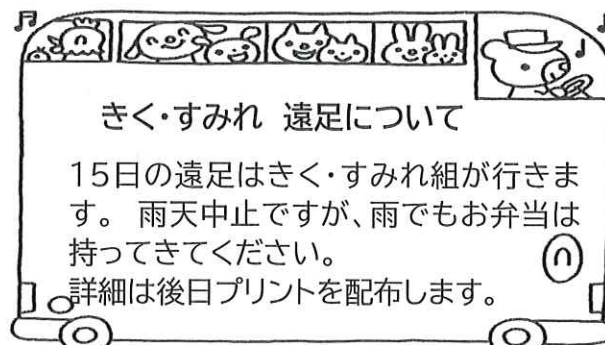 きく・すみれ 遠足について
15日の遠足はきく・すみれ組が行きま
す。 雨天中止ですが、雨でもお弁当は
持ってきてください。
詳細は後日プリントを配布します。